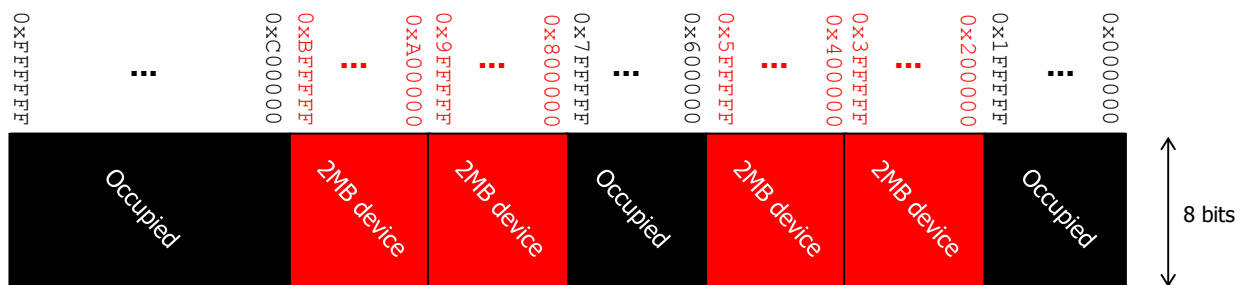 0xFFFFFF
...
0xC00000
0xBFFFFF
...
0xA00000
0x9FFFFF
...
0x800000
0x7FFFFF
...
0x600000
0x5FFFFF
...
0x400000
0x3FFFFF
...
0x200000
0x1FFFFF
...
0x000000
Occupied
2MB device
2MB device
Occupied
2MB device
2MB device
Occupied
8 bits